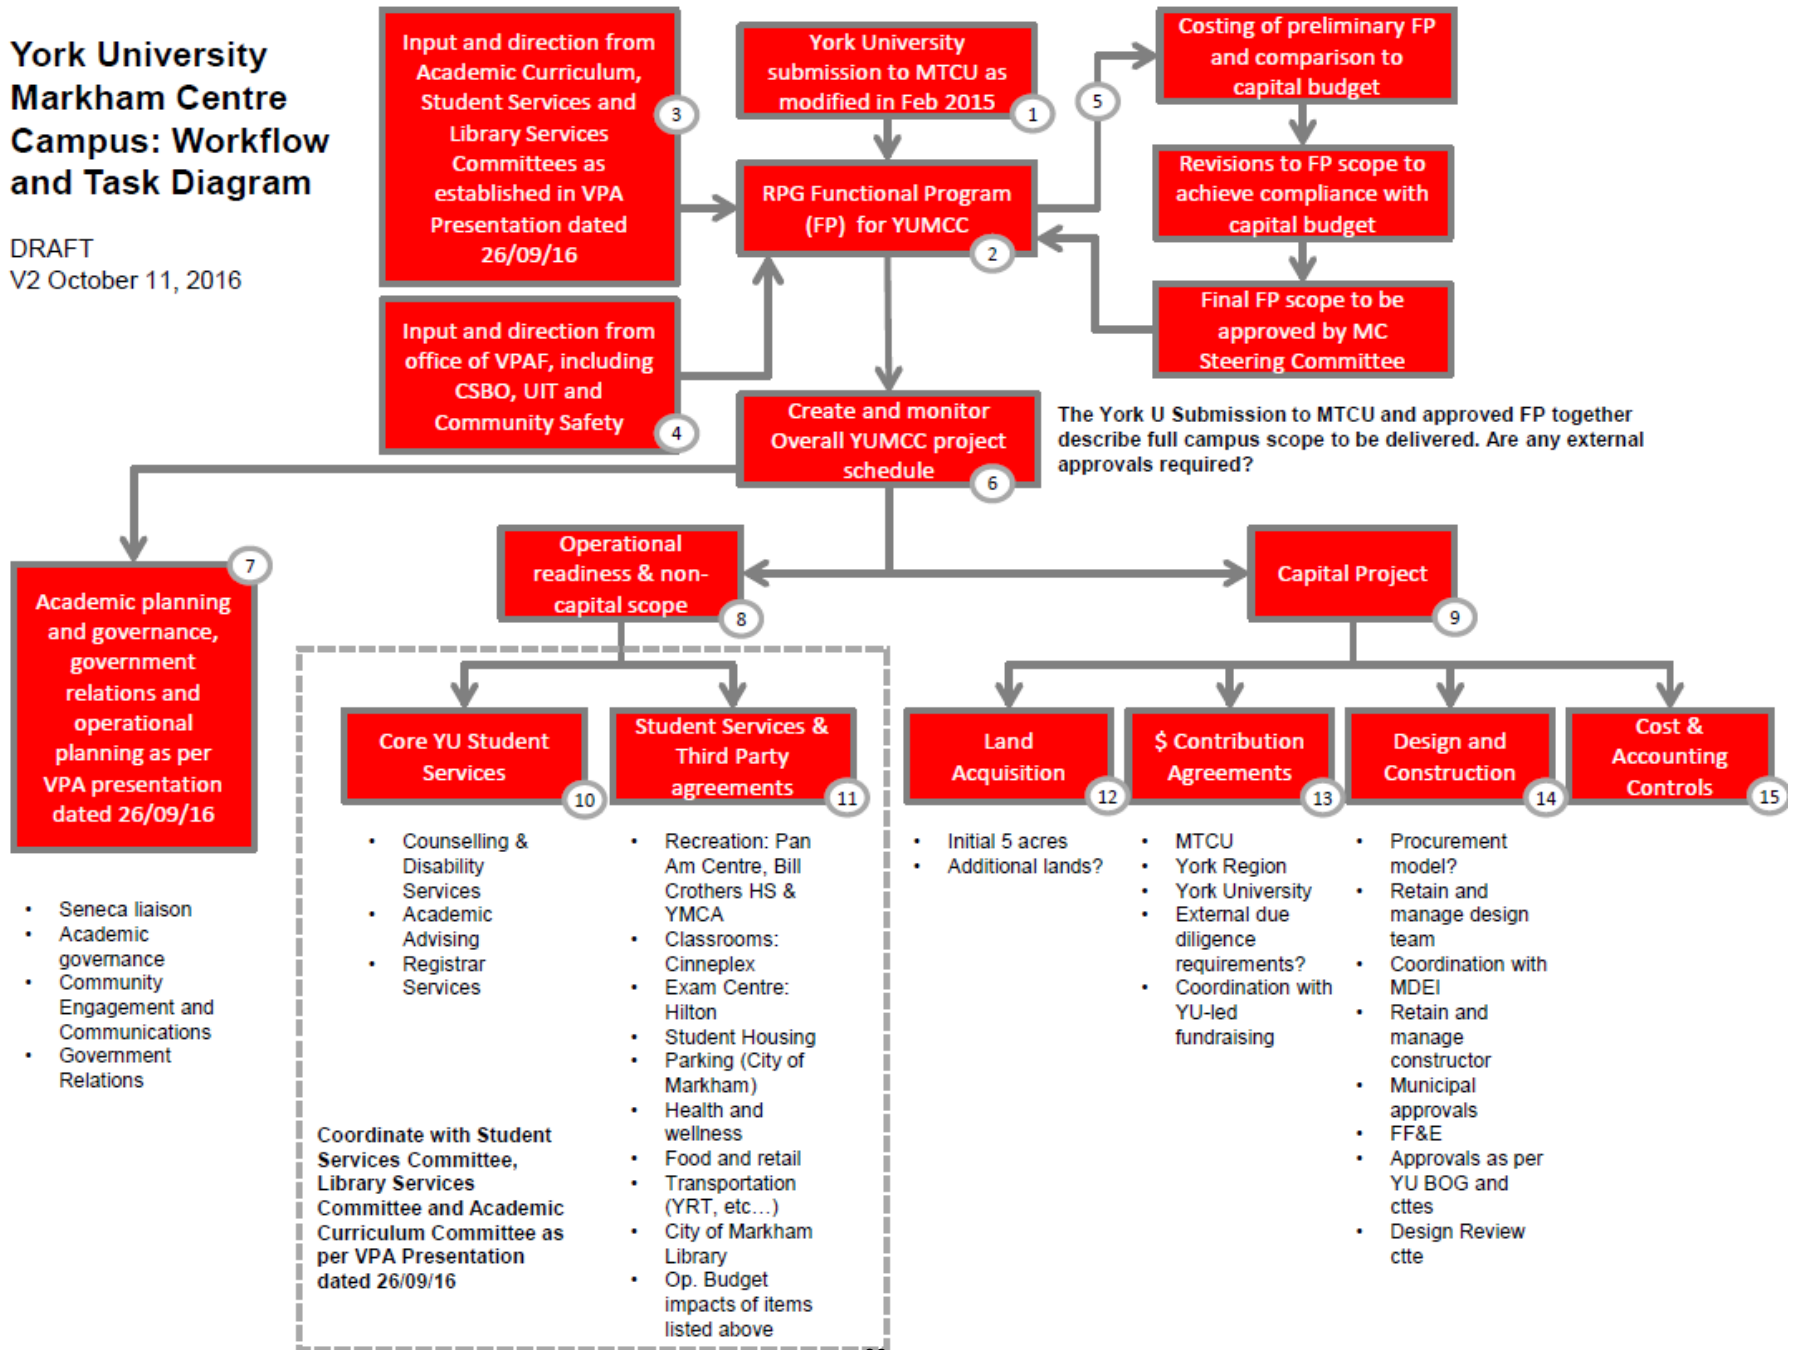 York University
Markham Centre
Campus: Workflow
and Task Diagram
DRAFT
V2 October 11, 2016
Input and direction from
Academic Curriculum,
Student Services and
Library Services
Committees as
established in VPA
Presentation dated
26/09/16
3
York University
submission to MTCU as
modified in Feb 2015
1
5
Costing of preliminary FP
and comparison to
capital budget
RPG Functional Program
(FP) for YUMCC
2
Revisions to FP scope to
achieve compliance with
capital budget
Final FP scope to be
approved by MC
Steering Committee
Input and direction from
office of VPAF, including
CSBO, UIT and
Community Safety
4
Create and monitor
Overall YUMCC project
schedule
6
The York U Submission to MTCU and approved FP together
describe full campus scope to be delivered. Are any external
approvals required?
7
Academic planning
and governance,
government
relations and
operational
planning as per
VPA presentation
dated 26/09/16
• Seneca liaison
• Academic
governance
• Community
Engagement and
Communications
• Government
Relations
Operational
readiness & non-
capital scope
8
Capital Project
9
Core YU Student
Services
10
• Counselling &
Disability
Services
• Academic
Advising
• Registrar
Services
Coordinate with Student
Services Committee,
Library Services
Committee and Academic
Curriculum Committee as
per VPA Presentation
dated 26/09/16
Student Services &
Third Party
agreements
11
• Recreation: Pan
Am Centre, Bill
Crothers HS &
YMCA
• Classrooms:
Cinneplex
• Exam Centre:
Hilton
• Student Housing
• Parking (City of
Markham)
• Health and
wellness
• Food and retail
• Transportation
(YRT, etc...)
• City of Markham
Library
• Op. Budget
impacts of items
listed above
Land
Acquisition
12
• Initial 5 acres
• Additional lands?
$ Contribution
Agreements
13
• MTCU
• York Region
• York University
• External due
diligence
requirements?
• Coordination with
YU-led
fundraising
Design and
Construction
14
• Procurement
model?
• Retain and
manage design
team
• Coordination with
MDEI
• Retain and
manage
constructor
• Municipal
approvals
• FF&E
• Approvals as per
YU BOG and
cttes
• Design Review
ctte
Cost &
Accounting
Controls
15